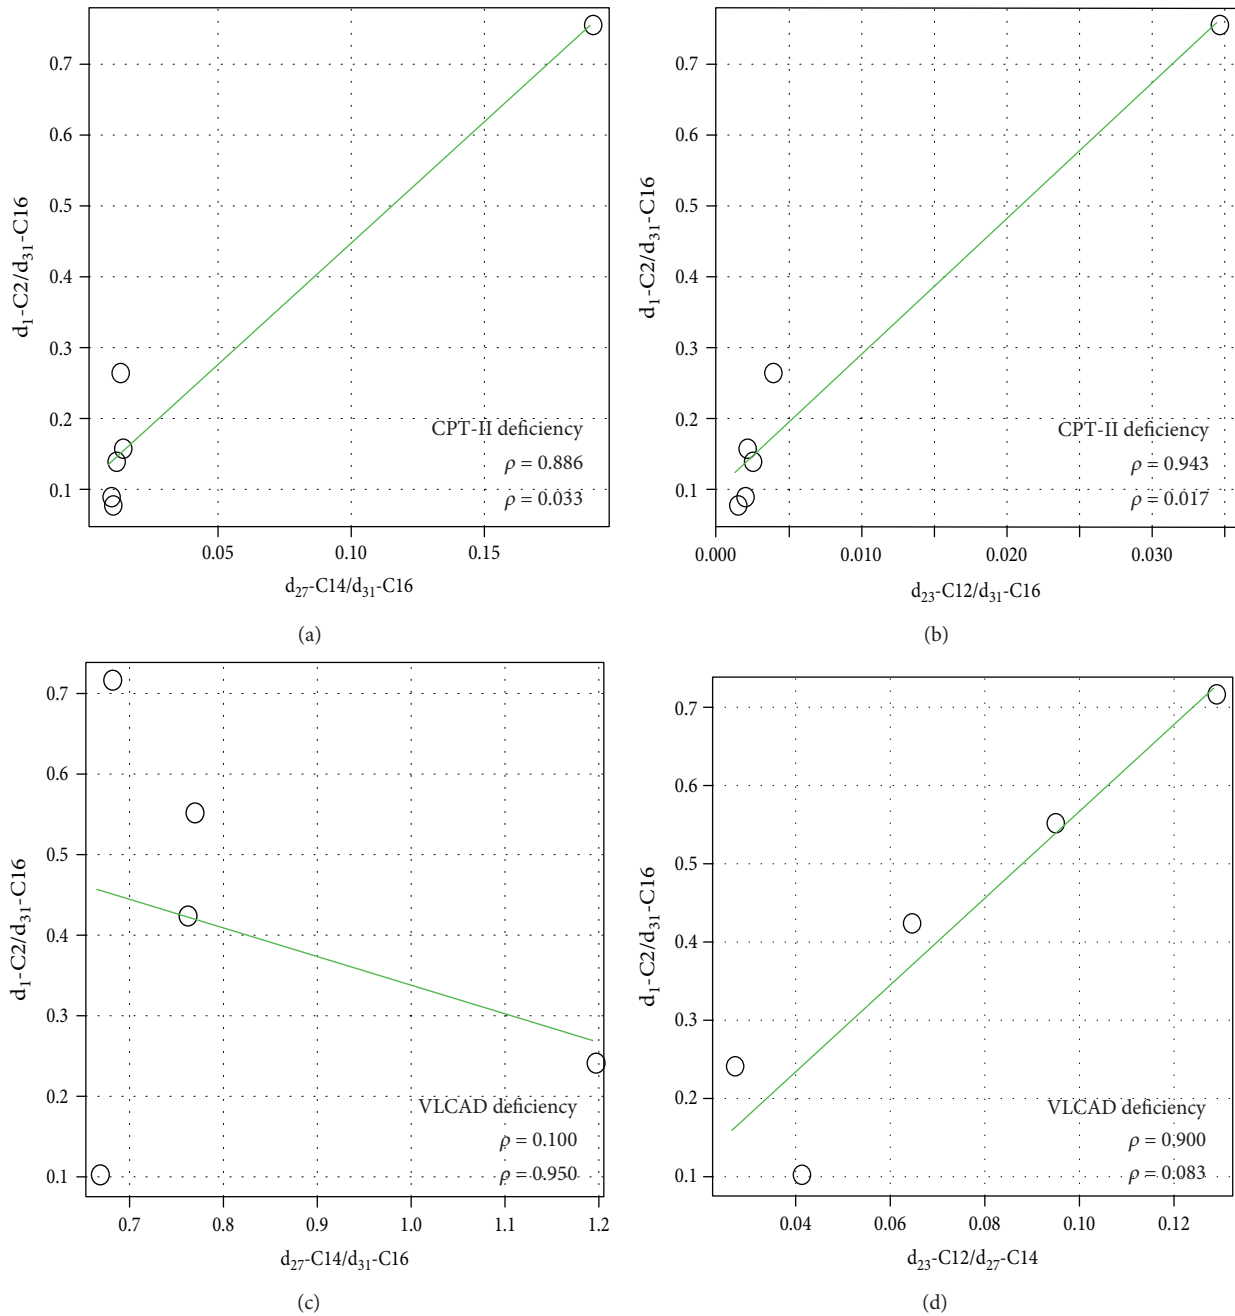 0.7
0.6
0.5
0.4
0.3
0.2
0.1
d₁-C2/d₃₁-C16
CPT-II deficiency
ρ = 0.886
ρ = 0.033
0.05 0.10 0.15
d₂₇-C14/d₃₁-C16
(a)
0.7
0.6
0.5
0.4
0.3
0.2
0.1
d₁-C2/d₃₁-C16
CPT-II deficiency
ρ = 0.943
ρ = 0.017
0.000 0.010 0.020 0.030
d₂₃-C12/d₃₁-C16
(b)
0.7
0.6
0.5
0.4
0.3
0.2
0.1
d₁-C2/d₃₁-C16
VLCAD deficiency
ρ = 0.100
ρ = 0.950
0.7 0.8 0.9 1.0 1.1 1.2
d₂₇-C14/d₃₁-C16
(c)
0.7
0.6
0.5
0.4
0.3
0.2
0.1
d₁-C2/d₃₁-C16
VLCAD deficiency
ρ = 0.900
ρ = 0.083
0.04 0.06 0.08 0.10 0.12
d₂₃-C12/d₂₇-C14
(d)